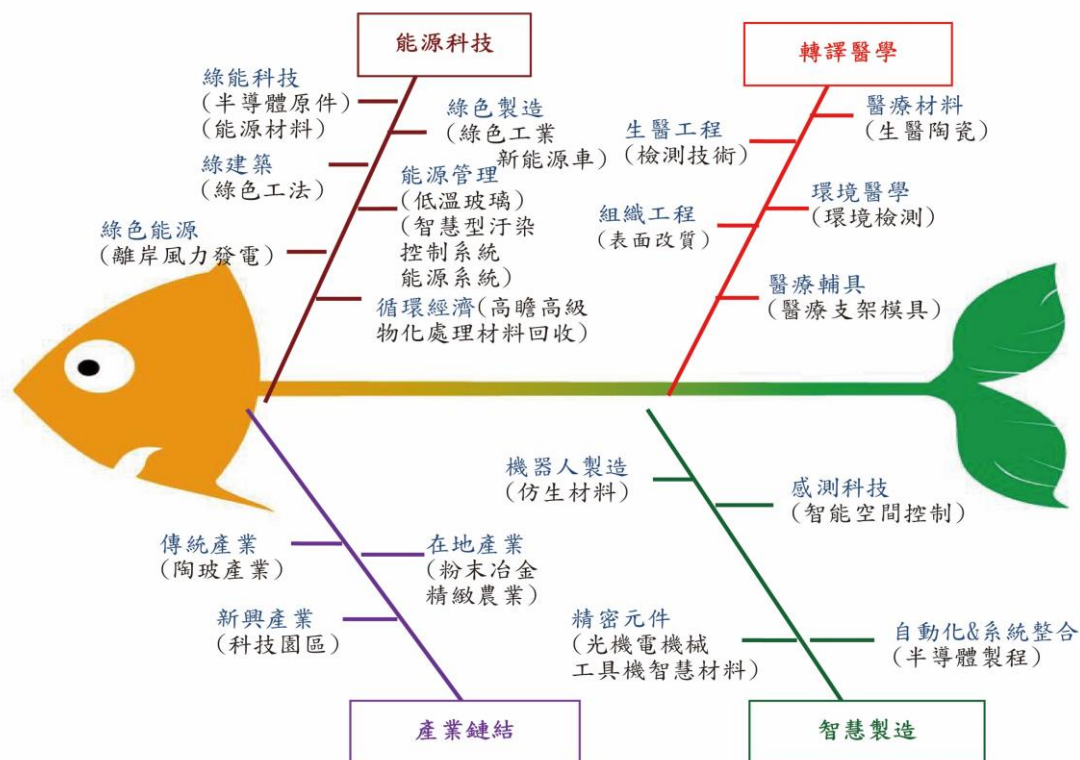 能源科技
綠能科技
(半導體原件)
(能源材料)
綠色製造
(綠色工業
新能源車)
綠建築
(綠色工法)
能源管理
(低溫玻璃)
(智慧型汙染
控制系統
能源系統)
綠色能源
(離岸風力發電)
循環經濟(高瞻高級
物化處理材料回收)
轉譯醫學
醫療材料
(生醫陶瓷)
生醫工程
(檢測技術)
環境醫學
(環境檢測)
組織工程
(表面改質)
醫療輔具
(醫療支架模具)
傳統產業
(陶玻產業)
在地產業
(粉末冶金
精緻農業)
新興產業
(科技園區)
產業鏈結
機器人製造
(仿生材料)
感測科技
(智能空間控制)
精密元件
(光機電機械
工具機智慧材料)
自動化&系統整合
(半導體製程)
智慧製造